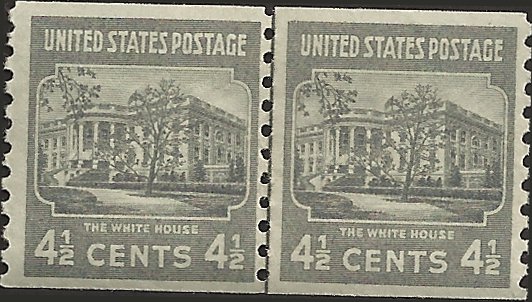 UNITED STATES POSTAGE
THE WHITE HOUSE
4½ CENTS 4½
UNITED STATES POSTAGE
THE WHITE HOUSE
4½ CENTS 4½